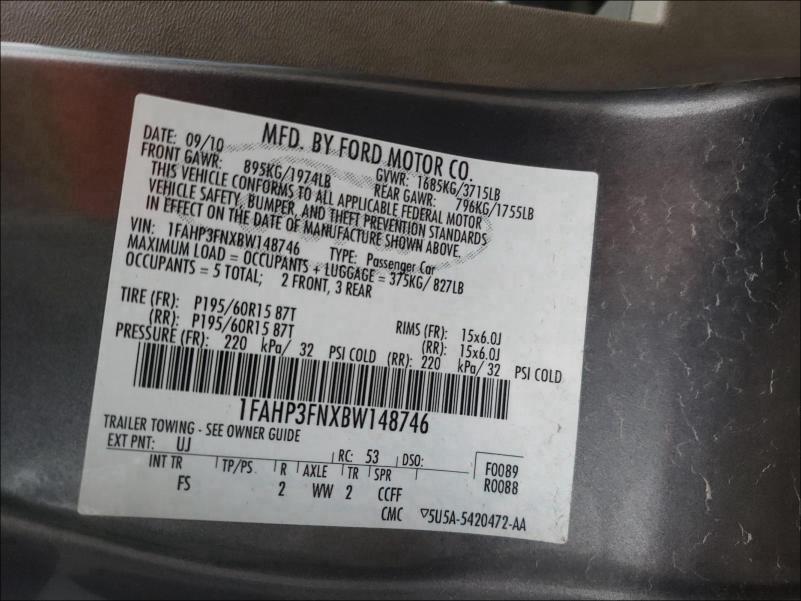 MFD. BY FORD MOTOR CO.
DATE: 09/10 GVWR: 1685KG/3715LB
FRONT GAWR: 895KG/1974LB REAR GAWR: 796KG/1755LB
THIS VEHICLE CONFORMS TO ALL APPLICABLE FEDERAL MOTOR
VEHICLE SAFETY, BUMPER, AND THEFT PREVENTION STANDARDS
IN EFFECT ON THE DATE OF MANUFACTURE SHOWN ABOVE.
VIN: 1FAHP3FNXBW148746 TYPE: Passenger Car
MAXIMUM LOAD = OCCUPANTS + LUGGAGE = 375KG/827LB
OCCUPANTS = 5 TOTAL; 2 FRONT, 3 REAR
TIRE (FR): P195/60R15 87T RIMS (FR): 15x6.0J
(RR): P195/60R15 87T (RR): 15x6.0J
PRESSURE (FR): 220 kPa/ 32 PSI COLD (RR): 220 kPa/ 32 PSI COLD
1FAHP3FNXBW148746
TRAILER TOWING - SEE OWNER GUIDE
EXT PNT: UJ RC: 53 DSO: F0089
INT TR TP/PS R AXLE TR SPR R0088
FS 2 WW 2 CCFF
CMC ▽5U5A-5420472-AA